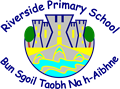 Riverside Primary School
Bun Sgoil Taobh Na h-Aibhne